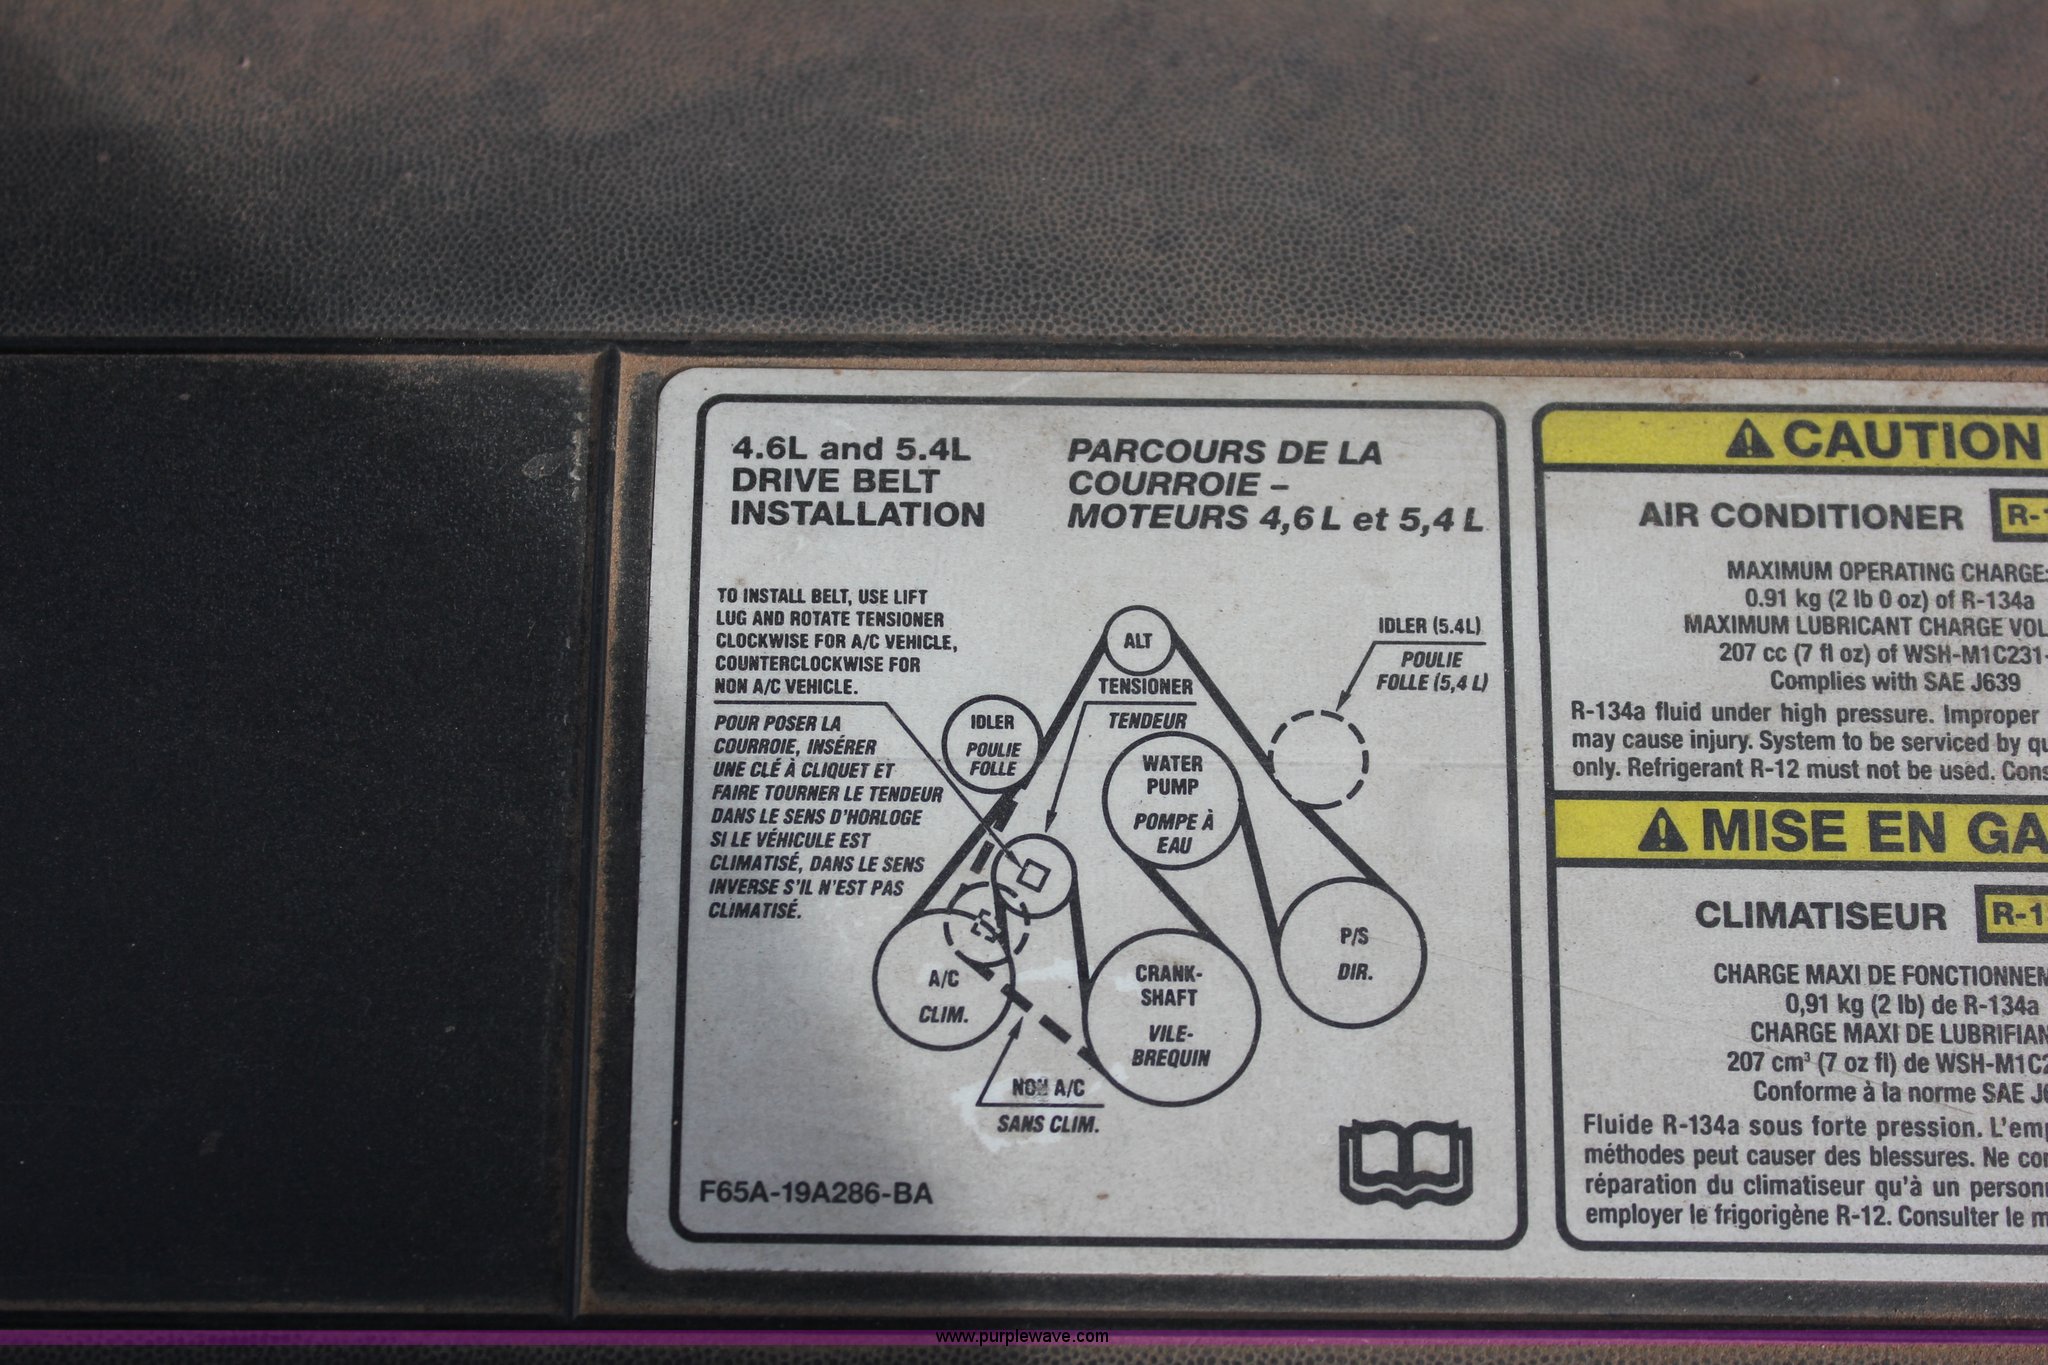 4.6L and 5.4L
DRIVE BELT
INSTALLATION
PARCOURS DE LA
COURROIE –
MOTEURS 4,6 L et 5,4 L
TO INSTALL BELT, USE LIFT
LUG AND ROTATE TENSIONER
CLOCKWISE FOR A/C VEHICLE,
COUNTERCLOCKWISE FOR
NON A/C VEHICLE.
POUR POSER LA
COURROIE, INSÉRER
UNE CLÉ À CLIQUET ET
FAIRE TOURNER LE TENDEUR
DANS LE SENS D'HORLOGE
SI LE VÉHICULE EST
CLIMATISÉ, DANS LE SENS
INVERSE S'IL N'EST PAS
CLIMATISÉ.
ALT
TENSIONER
TENDEUR
IDLER
POULIE
FOLLE
IDLER (5.4L)
POULIE
FOLLE (5,4 L)
WATER
PUMP
POMPE À
EAU
A/C
CLIM.
CRANK-
SHAFT
VILE-
BREQUIN
P/S
DIR.
NON A/C
SANS CLIM.
F65A-19A286-BA
CAUTION
AIR CONDITIONER
MAXIMUM OPERATING CHARGE:
0.91 kg (2 lb 0 oz) of R-134a
MAXIMUM LUBRICANT CHARGE
207 cc (7 fl oz) of WSH-M1C231-
Complies with SAE J639
R-134a fluid under high pressure. Improper
may cause injury. System to be serviced by
only. Refrigerant R-12 must not be used.
MISE EN
CLIMATISEUR
CHARGE MAXI DE
0,91 kg (2 lb) de R-134a
CHARGE MAXI DE
207 cm³ (7 oz fl) de
Conforme à la norme SAE
Fluide R-134a sous forte pression.
méthodes peut causer des blessures. Ne
réparation du climatiseur qu'à un
employer le frigorigène R-12. Consulter le
www.purplewave.com